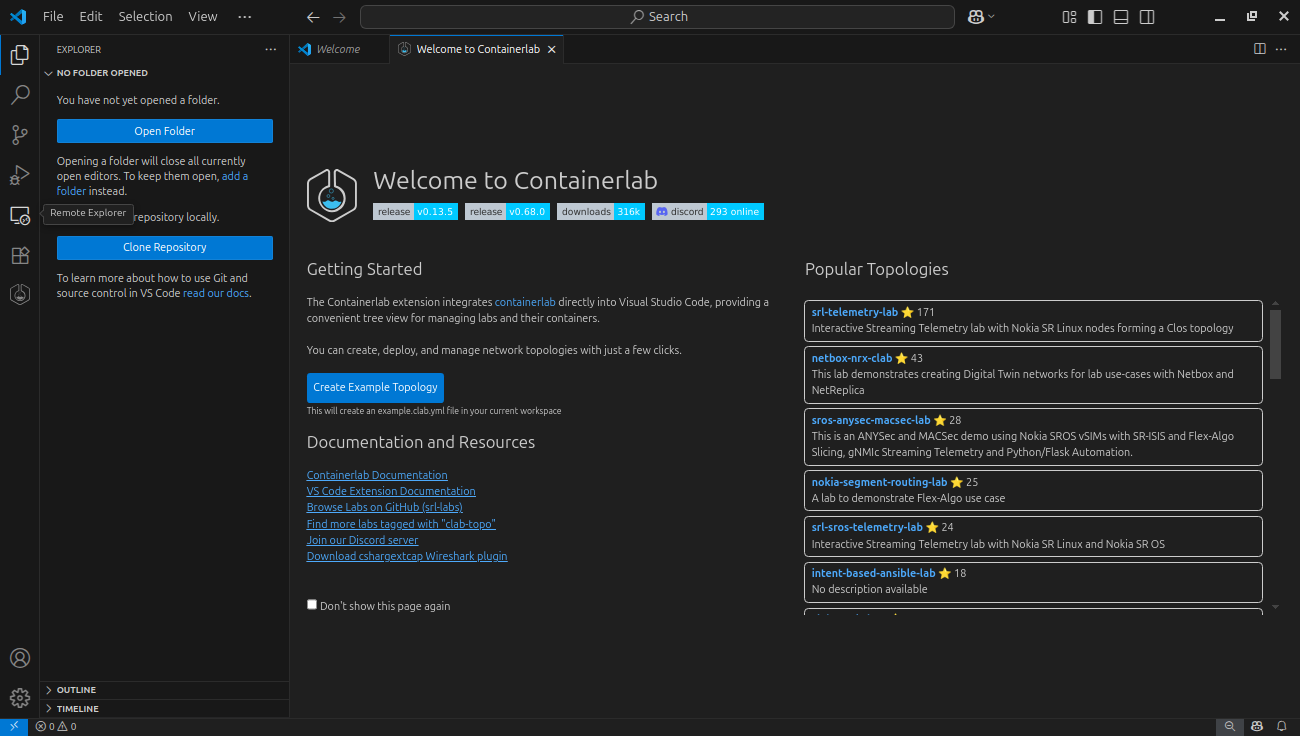 File Edit Selection View ···
Search
EXPLORER
NO FOLDER OPENED
You have not yet opened a folder.
Open Folder
Opening a folder will close all currently
open editors. To keep them open, add a
folder instead.
Remote Explorer
repository locally.
Clone Repository
To learn more about how to use Git and
source control in VS Code read our docs.
OUTLINE
TIMELINE
0 0
Welcome
Welcome to Containerlab
Welcome to Containerlab
release v0.13.5 release v0.68.0 downloads 316k discord 293 online
Getting Started
The Containerlab extension integrates containerlab directly into Visual Studio Code, providing a
convenient tree view for managing labs and their containers.
You can create, deploy, and manage network topologies with just a few clicks.
Create Example Topology
This will create an example.clab.yml file in your current workspace
Documentation and Resources
Containerlab Documentation
VS Code Extension Documentation
Browse Labs on GitHub (srl-labs)
Find more labs tagged with "clab-topo"
Join our Discord server
Download cshargextcap Wireshark plugin
Don't show this page again
Popular Topologies
srl-telemetry-lab ⭐ 171
Interactive Streaming Telemetry lab with Nokia SR Linux nodes forming a Clos topology
netbox-nrx-clab ⭐ 43
This lab demonstrates creating Digital Twin networks for lab use-cases with Netbox and
NetReplica
sros-anysec-macsec-lab ⭐ 28
This is an ANYSec and MACSec demo using Nokia SROS vSIMs with SR-ISIS and Flex-Algo
Slicing, gNMIc Streaming Telemetry and Python/Flask Automation.
nokia-segment-routing-lab ⭐ 25
A lab to demonstrate Flex-Algo use case
srl-sros-telemetry-lab ⭐ 24
Interactive Streaming Telemetry lab with Nokia SR Linux and Nokia SR OS
intent-based-ansible-lab ⭐ 18
No description available